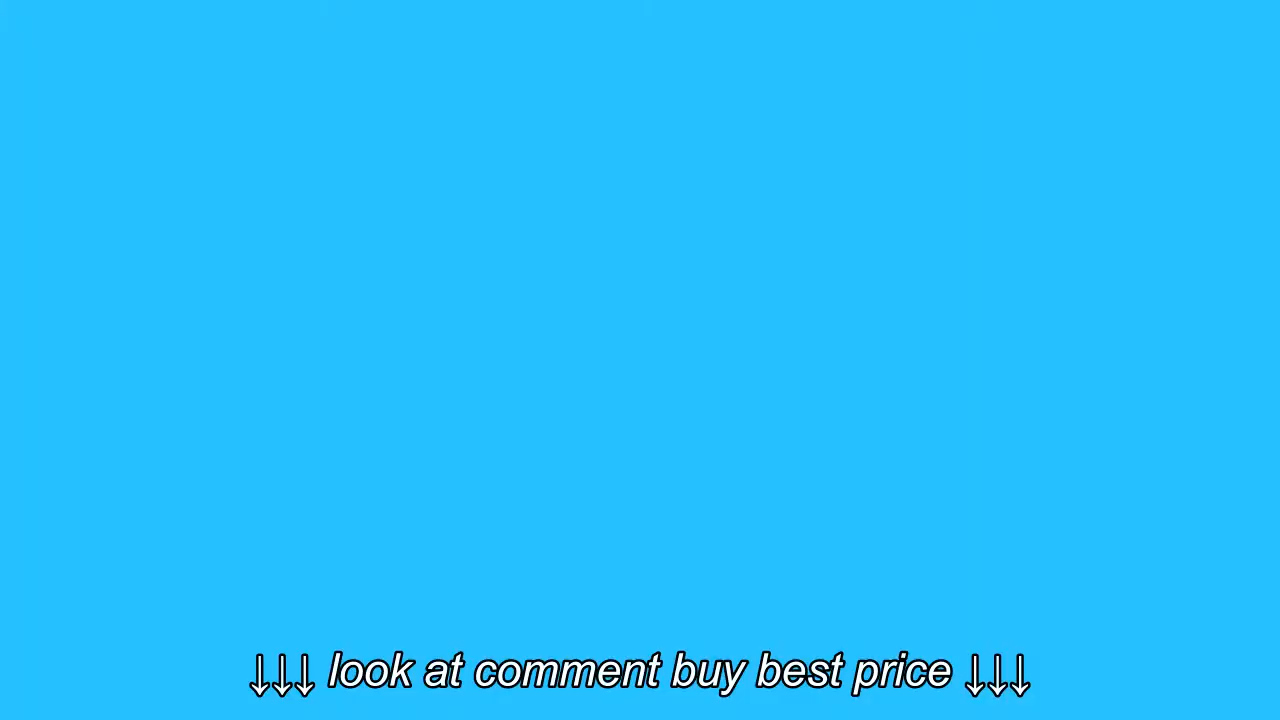 ↓↓↓ look at comment buy best price ↓↓↓